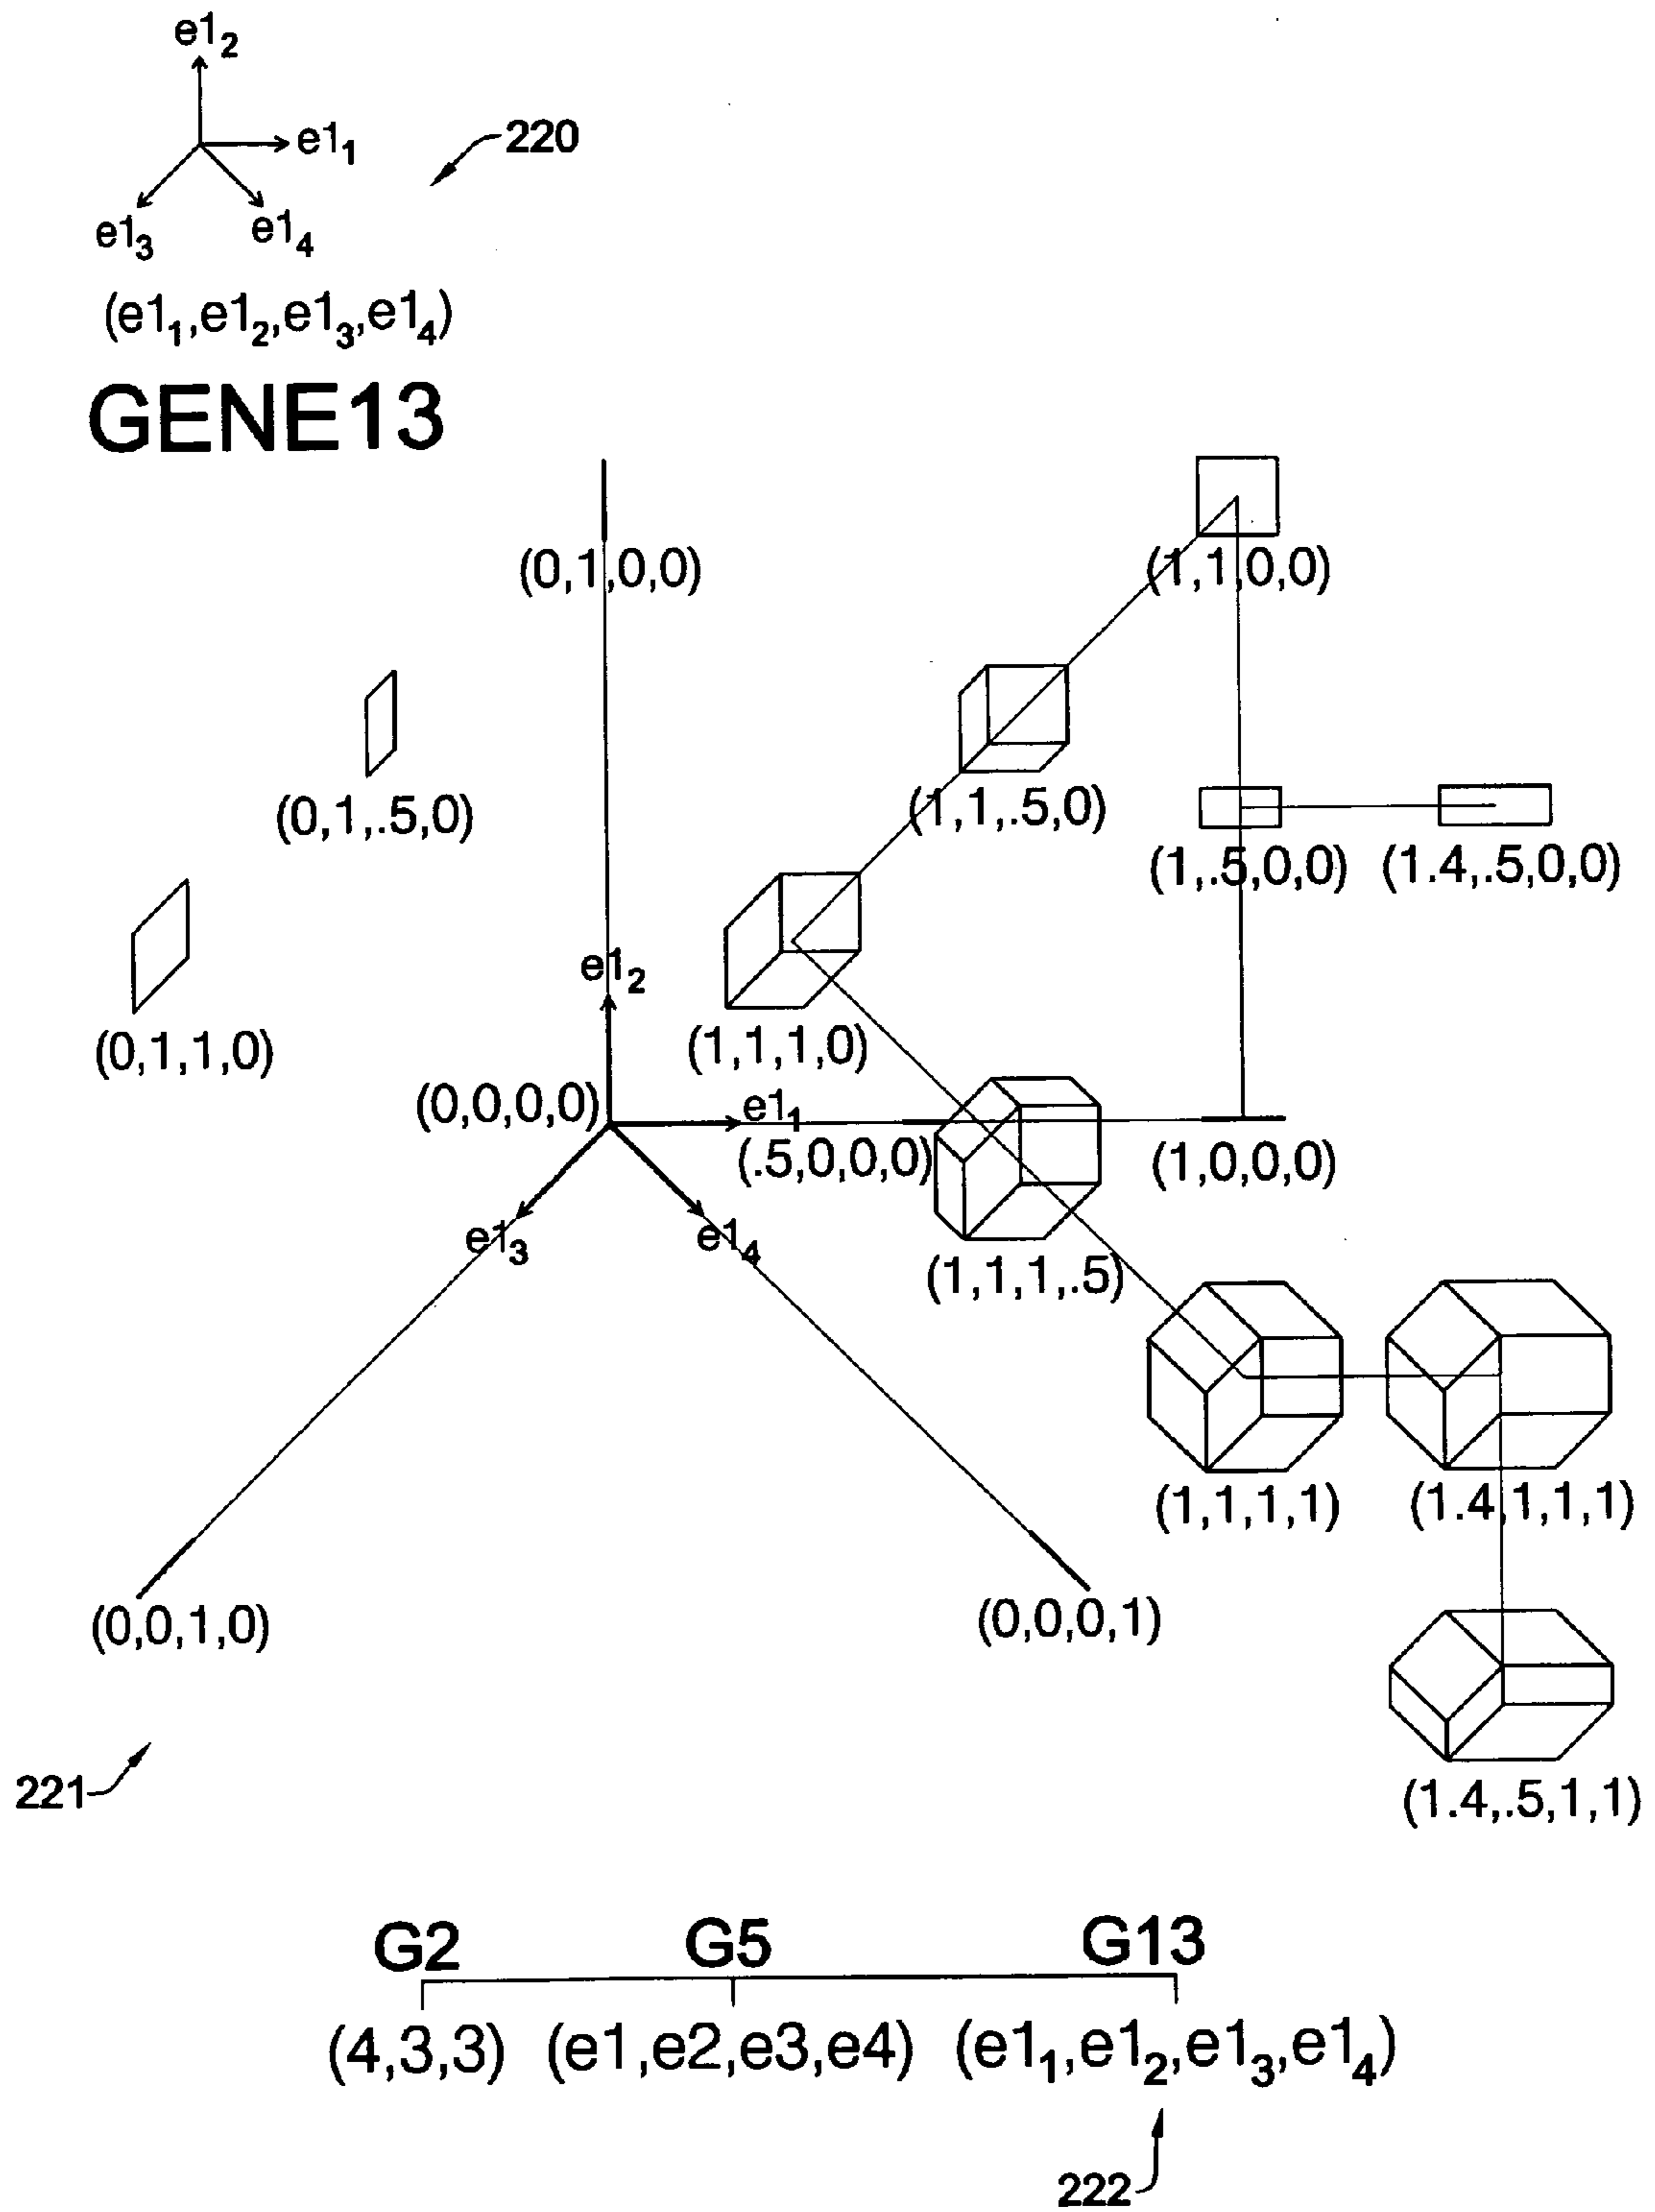 e1₂
e1₁
220
e1₃
e1₄
(e1₁,e1₂,e1₃,e1₄)
GENE13
(0,1,0,0)
(1,1,0,0)
(0,1,.5,0)
(1,1,.5,0)
(1,.5,0,0)
(1.4,.5,0,0)
e1₂
(0,1,1,0)
(1,1,1,0)
(0,0,0,0)
e1₁
(.5,0,0,0)
(1,0,0,0)
e1₃
e1₄
(1,1,1,.5)
(1,1,1,1)
(1.4,1,1,1)
(0,0,1,0)
(0,0,0,1)
221
(1.4,.5,1,1)
G2 G5 G13
(4,3,3) (e1,e2,e3,e4) (e1₁,e1₂,e1₃,e1₄)
222